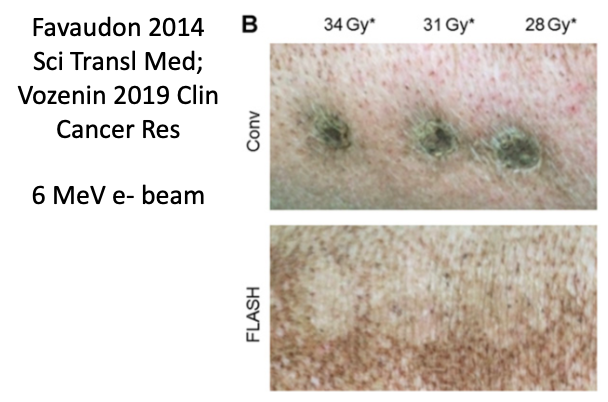 Favaudon 2014
Sci Transl Med;
Vozenin 2019 Clin
Cancer Res
6 MeV e- beam
B
34 Gy* 31 Gy* 28 Gy*
Conv
FLASH